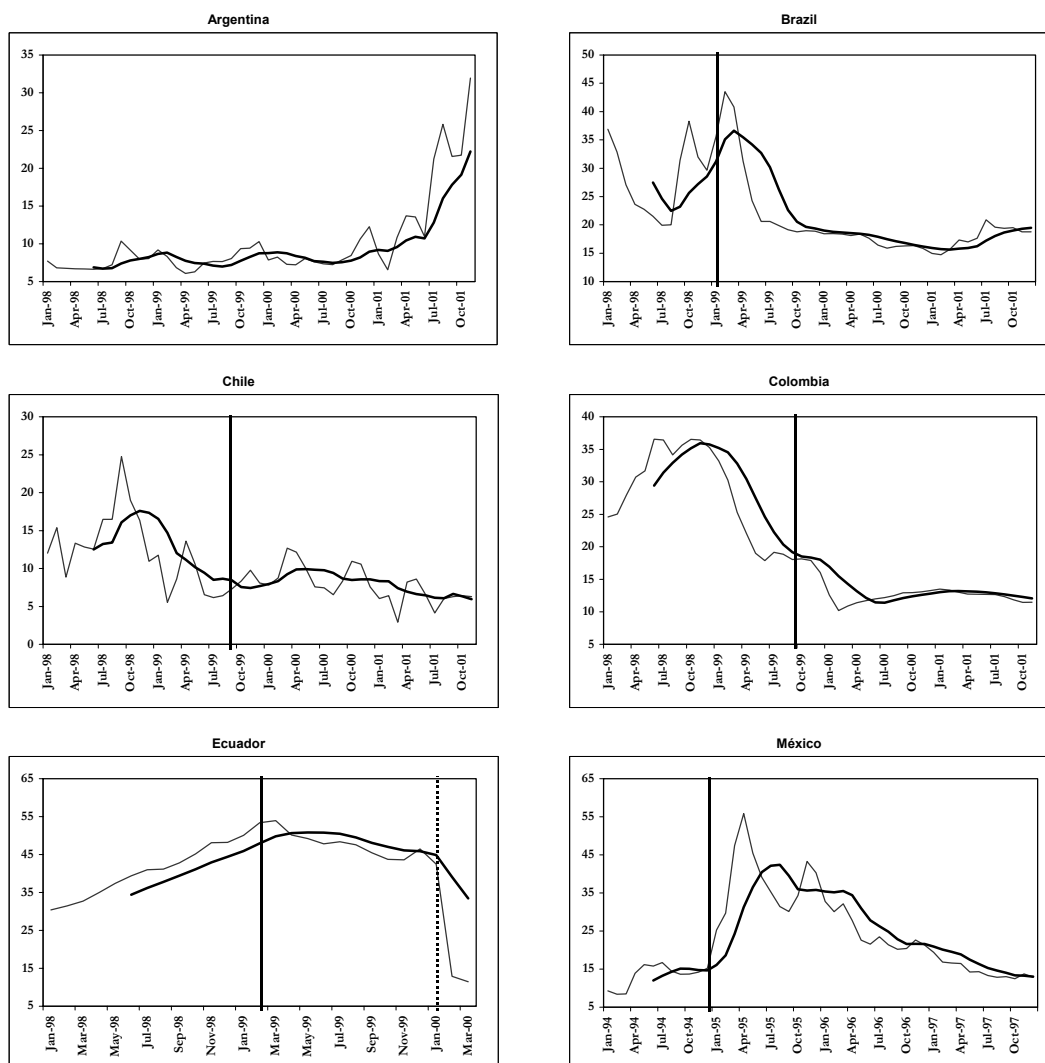 Argentina
35
30
25
20
15
10
5
Jan-98
Apr-98
Jul-98
Oct-98
Jan-99
Apr-99
Jul-99
Oct-99
Jan-00
Apr-00
Jul-00
Oct-00
Jan-01
Apr-01
Jul-01
Oct-01
Brazil
50
45
40
35
30
25
20
15
10
Jan-98
Apr-98
Jul-98
Oct-98
Jan-99
Apr-99
Jul-99
Oct-99
Jan-00
Apr-00
Jul-00
Oct-00
Jan-01
Apr-01
Jul-01
Oct-01
Chile
30
25
20
15
10
5
0
Jan-98
Apr-98
Jul-98
Oct-98
Jan-99
Apr-99
Jul-99
Oct-99
Jan-00
Apr-00
Jul-00
Oct-00
Jan-01
Apr-01
Jul-01
Oct-01
Colombia
40
35
30
25
20
15
10
5
Jan-98
Apr-98
Jul-98
Oct-98
Jan-99
Apr-99
Jul-99
Oct-99
Jan-00
Apr-00
Jul-00
Oct-00
Jan-01
Apr-01
Jul-01
Oct-01
Ecuador
65
55
45
35
25
15
5
Jan-98
Mar-98
May-98
Jul-98
Sep-98
Nov-98
Jan-99
Mar-99
May-99
Jul-99
Sep-99
Nov-99
Jan-00
Mar-00
México
65
55
45
35
25
15
5
Jan-94
Apr-94
Jul-94
Oct-94
Jan-95
Apr-95
Jul-95
Oct-95
Jan-96
Apr-96
Jul-96
Oct-96
Jan-97
Apr-97
Jul-97
Oct-97